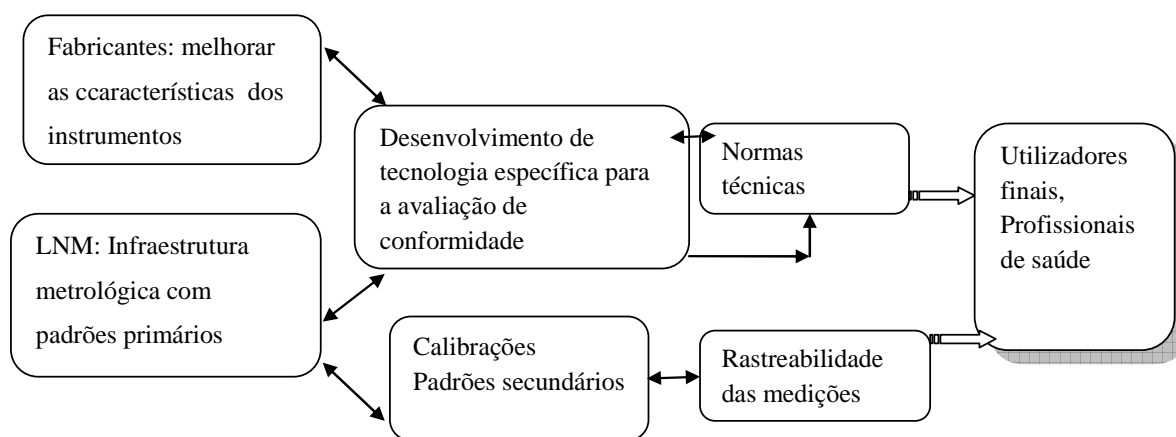 Fabricantes: melhorar
as ccaracterísticas dos
instrumentos
LNM: Infraestrutura
metrológica com
padrões primários
Desenvolvimento de
tecnologia específica para
a avaliação de
conformidade
Calibrações
Padrões secundários
Normas
técnicas
Rastreabilidade
das medições
Utilizadores
finais,
Profissionais
de saúde